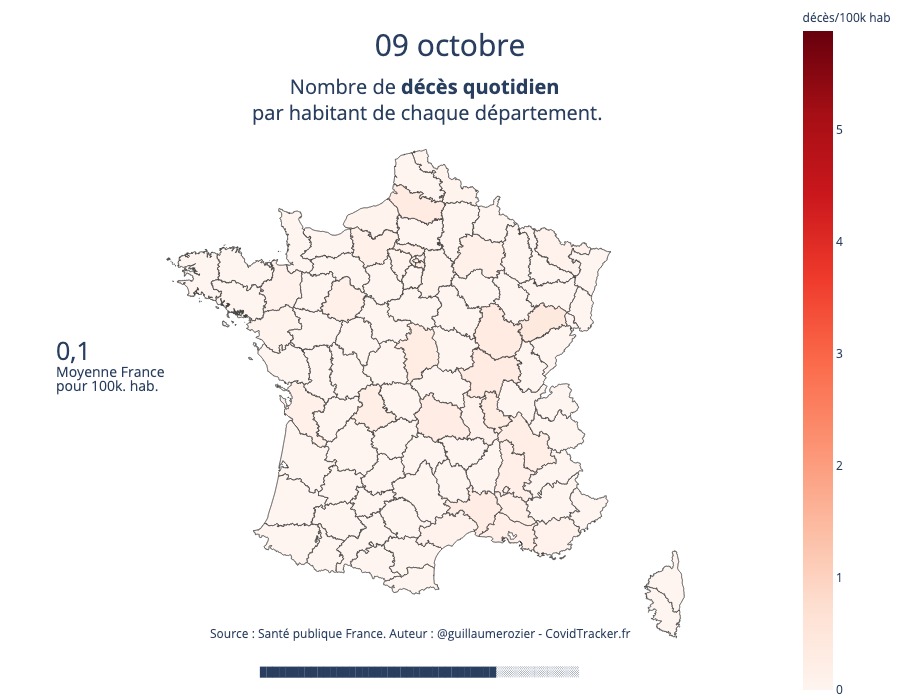 décès/100k hab
09 octobre
Nombre de décès quotidien
par habitant de chaque département.
5
4
3
2
1
0
0,1
Moyenne France
pour 100k. hab.
Source : Santé publique France. Auteur : @guillaumerozier - CovidTracker.fr